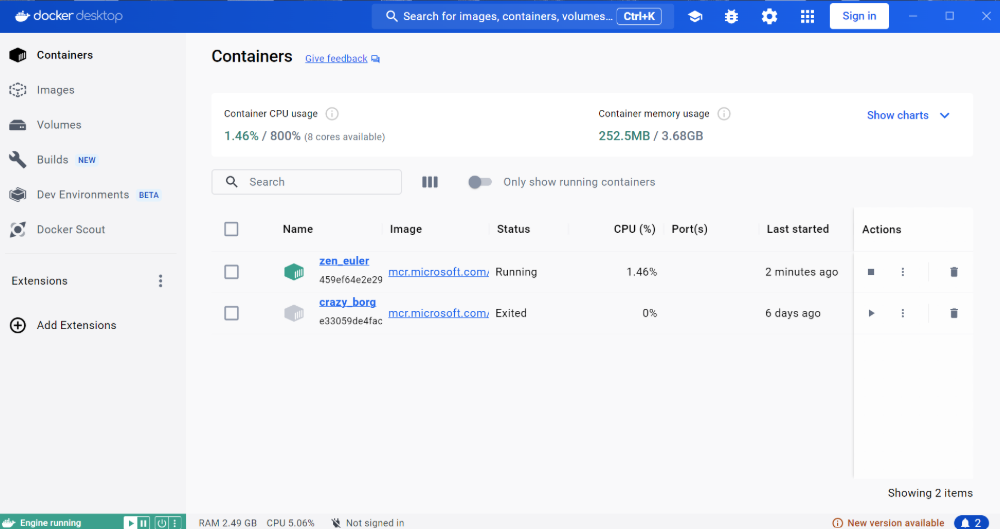 docker desktop
Search for images, containers, volumes... Ctrl+K
Sign in
Containers
Images
Volumes
Builds NEW
Dev Environments BETA
Docker Scout
Extensions
Add Extensions
Containers Give feedback
Container CPU usage
1.46% / 800% (8 cores available)
Container memory usage
252.5MB / 3.68GB
Show charts
Search
Only show running containers
Name Image Status CPU (%) Port(s) Last started Actions
zen_euler
459ef64e2e29 mcr.microsoft.com/ Running 1.46% 2 minutes ago
crazy_borg
e33059de4fac mcr.microsoft.com/ Exited 0% 6 days ago
Showing 2 items
Engine running RAM 2.49 GB CPU 5.06% Not signed in New version available 2